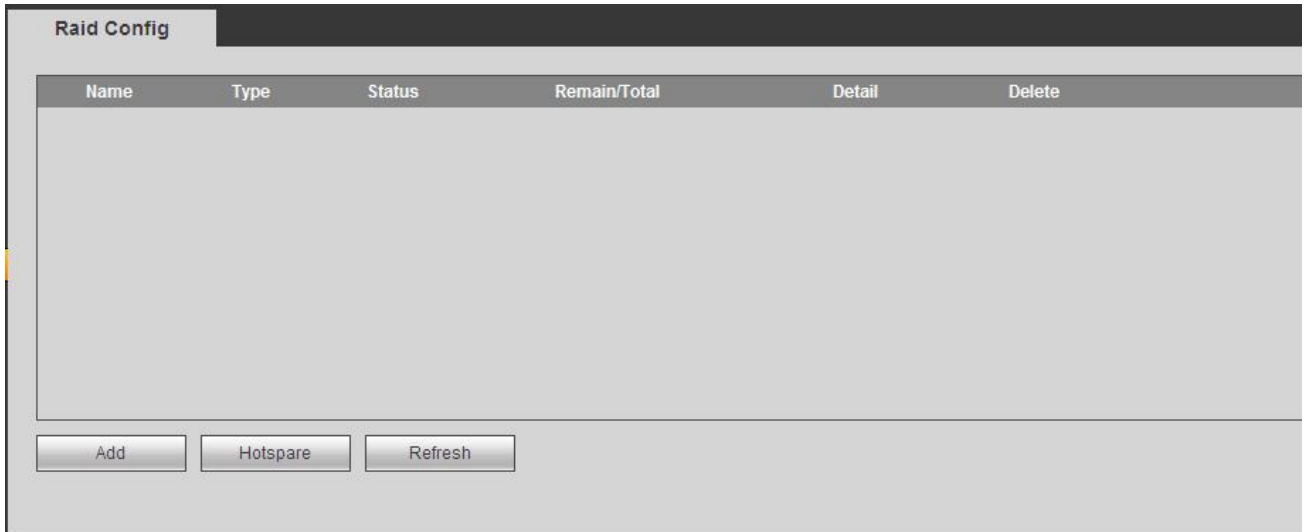 Raid Config
Name Type Status Remain/Total Detail Delete
Add Hotspare Refresh